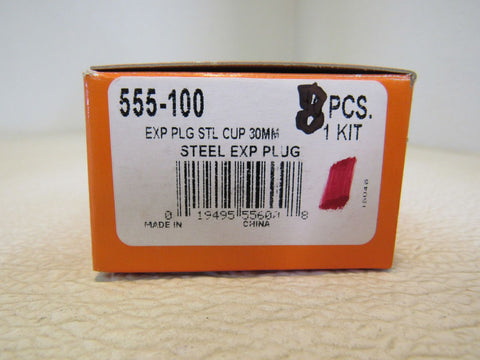 555-100
8 PCS.
EXP PLG STL CUP 30MM
1 KIT
STEEL EXP PLUG
0 19495 55600 8
MADE IN CHINA